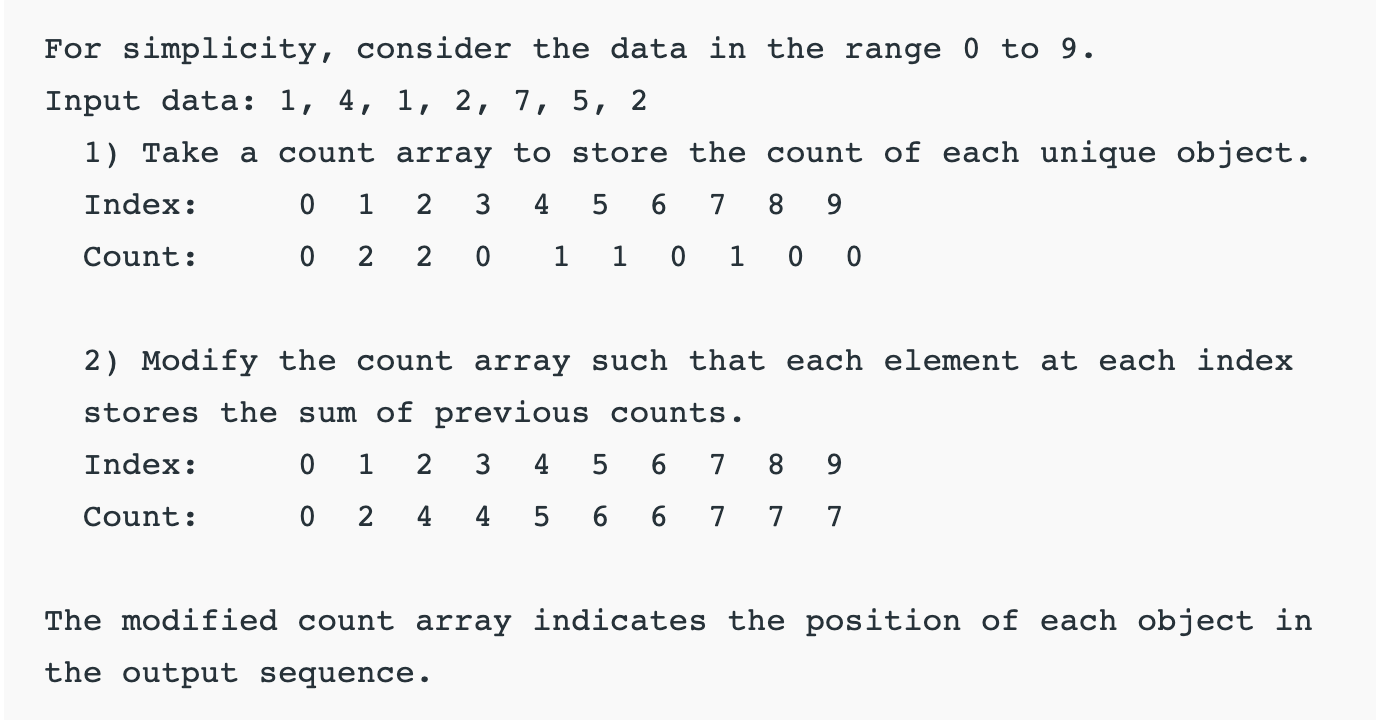 For simplicity, consider the data in the range 0 to 9.
Input data: 1, 4, 1, 2, 7, 5, 2
1) Take a count array to store the count of each unique object.
Index: 0 1 2 3 4 5 6 7 8 9
Count: 0 2 2 0 1 1 0 1 0 0
2) Modify the count array such that each element at each index
stores the sum of previous counts.
Index: 0 1 2 3 4 5 6 7 8 9
Count: 0 2 4 4 5 6 6 7 7 7
The modified count array indicates the position of each object in
the output sequence.